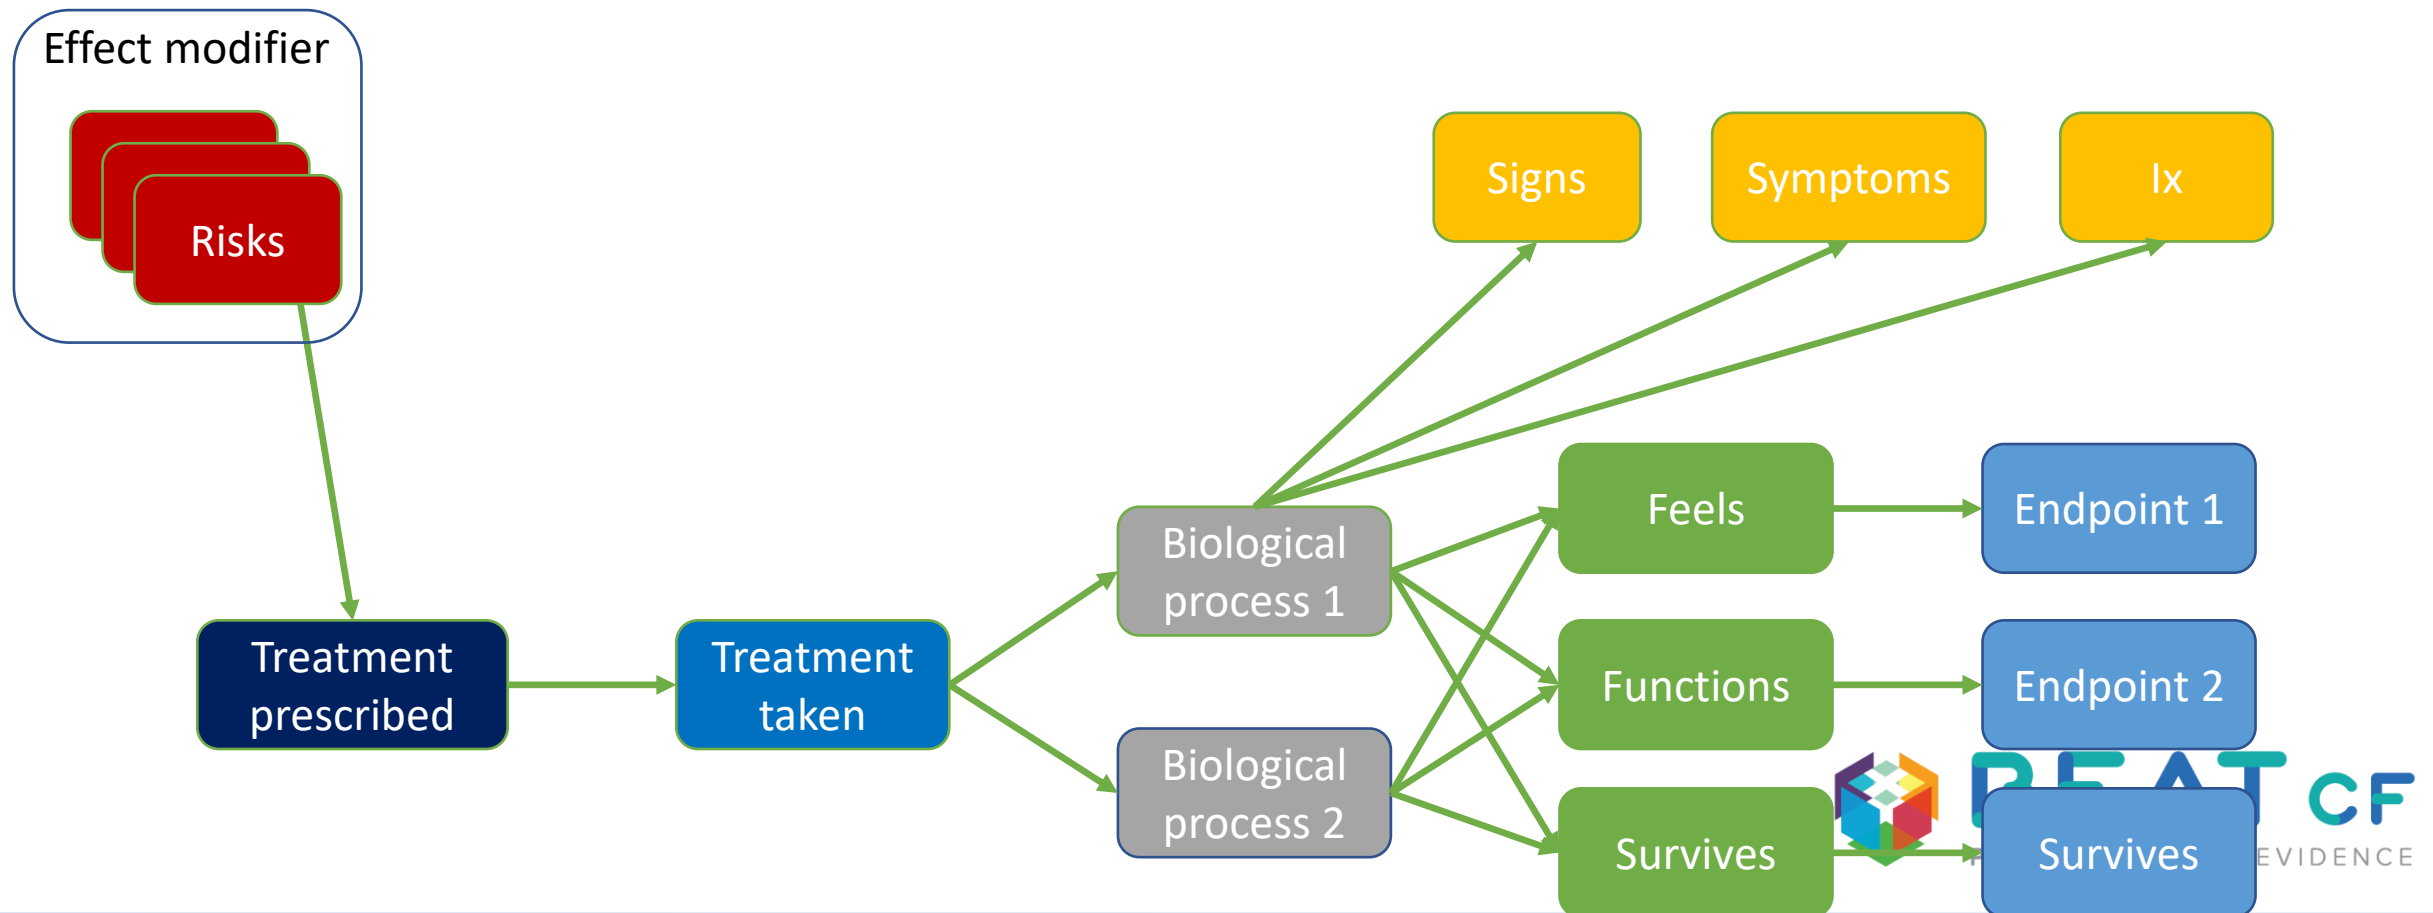 Effect modifier
Risks
Signs
Symptoms
Ix
Biological
process 1
Feels
Endpoint 1
Treatment
prescribed
Treatment
taken
Functions
Endpoint 2
Biological
process 2
Survives
Survives
BEAT CF
EVIDENCE